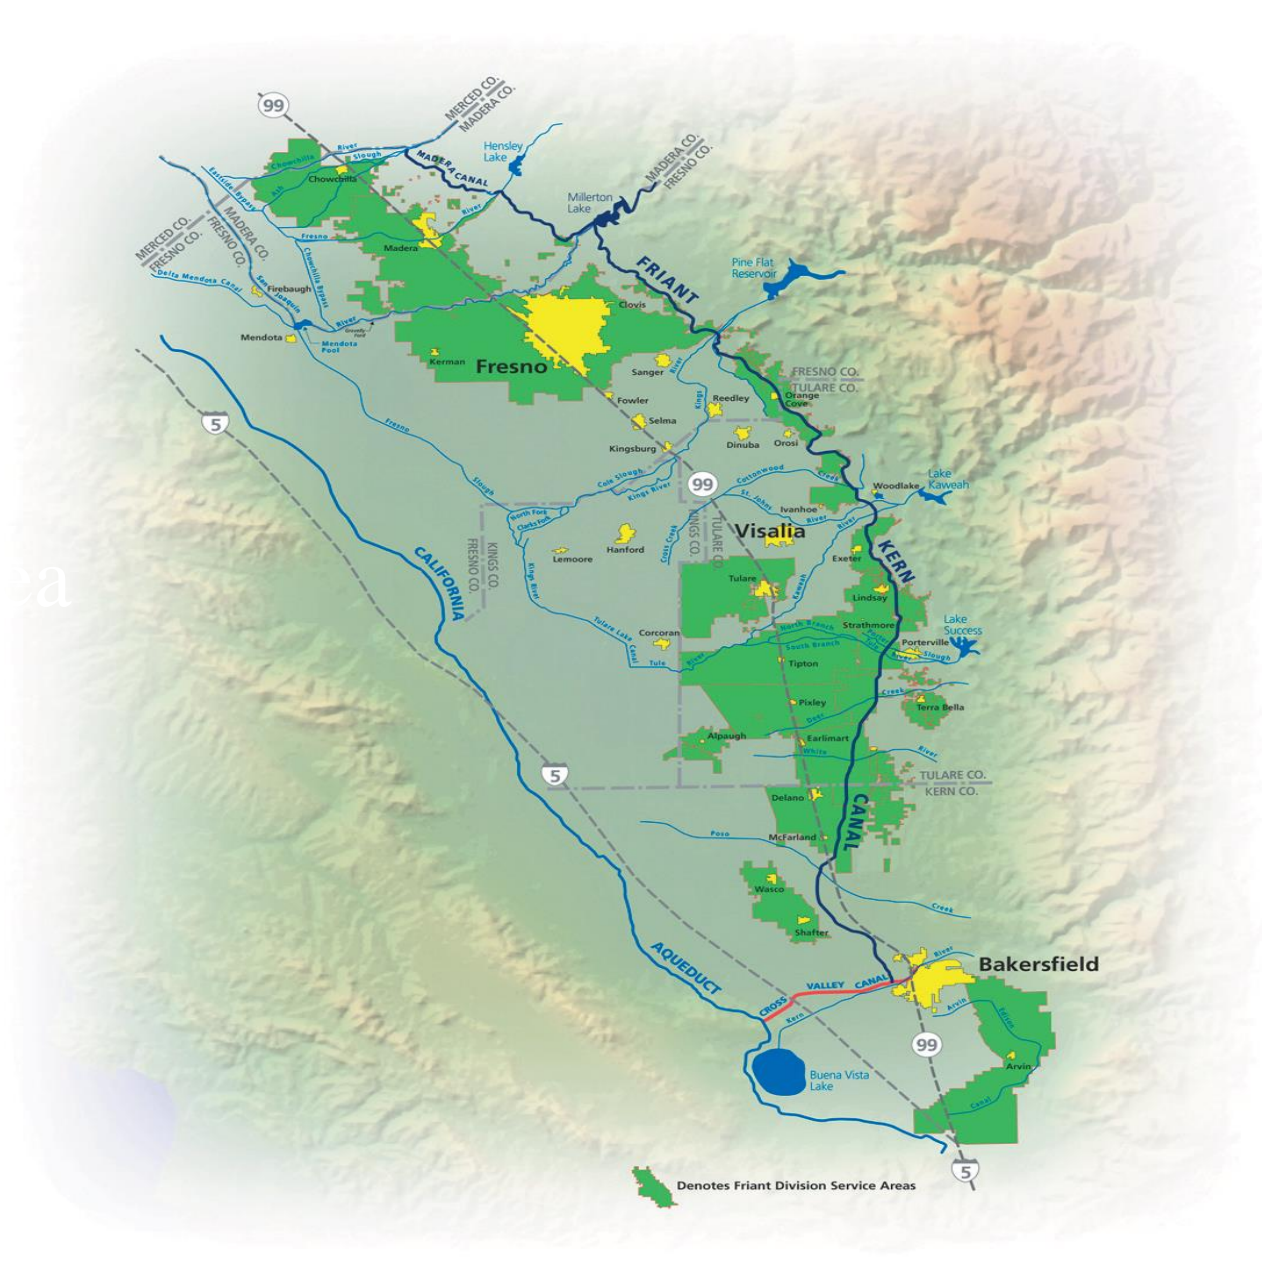 99
MERCED CO.
MADERA CO.
Hensley
Lake
MADERA CANAL
River
Slough
Chowchilla
Ash
Chowchilla
Eastside Bypass
MADERA CO.
FRESNO CO.
Millerton
Lake
River
Fresno
Madera
MERCED CO.
FRESNO CO.
MADERA CO.
FRESNO CO.
Chowchilla Bypass
Delta Mendota Canal
Firebaugh
San Joaquin
River
Gravelly
Ford
Mendota
Mendota
Pool
FRIANT
Pine Flat
Reservoir
Clovis
Kerman
Fresno
Sanger
River
Kings
FRESNO CO.
TULARE CO.
Orange
Cove
Fowler
Reedley
Selma
Dinuba
Orosi
Kingsburg
5
Fresno
Slough
Cole Slough
Kings River
99
Cottonwood
Creek
Woodlake
Lake
Kaweah
St. Johns
River
Ivanhoe
River
North Fork
Clarks Fork
KINGS CO.
TULARE CO.
Visalia
Hanford
Lemoore
Cross Creek
KINGS CO.
FRESNO CO.
CALIFORNIA
Kings River
Exeter
KERN
Tulare
Kaweah
Lindsay
Strathmore
Lake
Success
Porterville
Porter
Slough
Tule
River
Corcoran
Tulare Lake
Canal
Tule
River
North Branch
South Branch
Tipton
Creek
Pixley
Terra Bella
Deer
Alpaugh
Earlimart
White
River
5
TULARE CO.
KERN CO.
Delano
CANAL
McFarland
Poso
Creek
Wasco
Shafter
AQUEDUCT
River
Bakersfield
CROSS
VALLEY CANAL
Kern
Arvin
Edison
99
Arvin
Canal
Buena Vista
Lake
5
Denotes Friant Division Service Areas